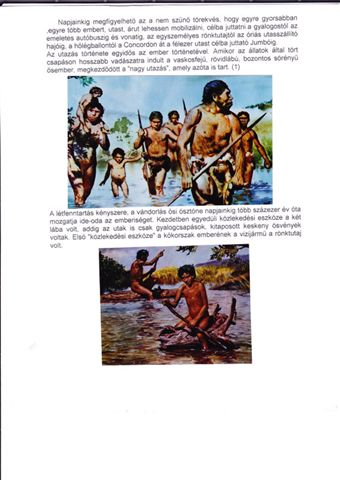 Napjainkig megfigyelhető az a nem szűnő törekvés, hogy egyre gyorsabban
,egyre több embert, utast, árut lehessen mobilizálni, célba juttatni a gyalogostól az
emeletes autóbuszig és vonatig, az egyszemélyes rönktutajtól az óriás utasszállító
hajóig, a hőlégballontól a Concordon át a félezer utast célba juttató Jumbóig.
Az utazás története egyidős az ember történetével. Amikor az állatok által tört
csapáson hosszabb vadászatra indult a vaskosfejű, rövidlábú, bozontos sörényű
ősember, megkezdődött a "nagy utazás", amely azóta is tart. (1)
A létfenntartás kényszere, a vándorlás ősi ösztöne napjainkig több százezer év óta
mozgatja ide-oda az emberiséget. Kezdetben egyedüli közlekedési eszköze a két
lába volt, addig az utak is csak gyalogcsapások, kitaposott keskeny ösvények
voltak. Első "közlekedési eszköze" a kőkorszak emberének a vízijármű a rönktutaj
volt.